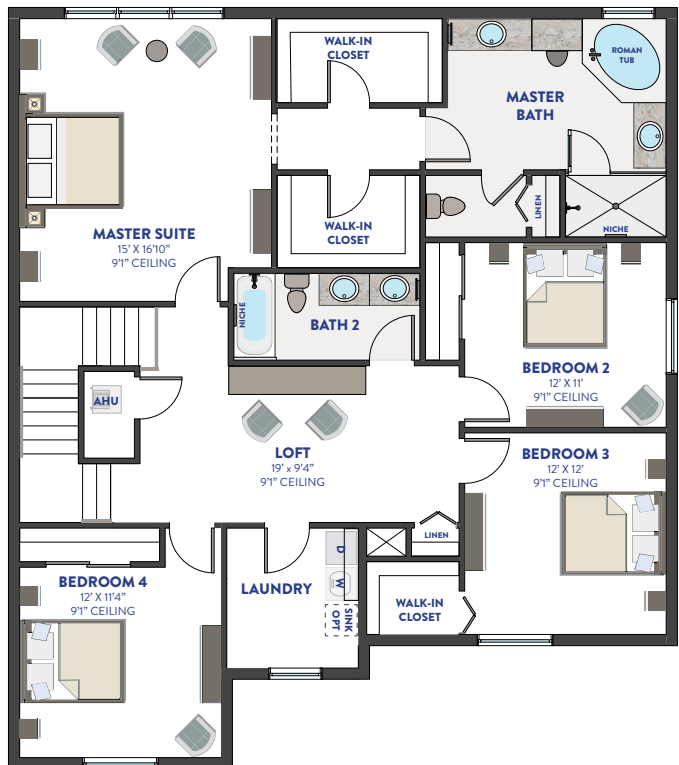 WALK-IN
CLOSET
ROMAN
TUB
MASTER
BATH
LINEN
NICHE
WALK-IN
CLOSET
MASTER SUITE
15' X 16'10"
9'1" CEILING
NICHE
BATH 2
BEDROOM 2
12' X 11'
9'1" CEILING
AHU
LOFT
19' x 9'4"
9'1" CEILING
BEDROOM 3
12' X 12'
9'1" CEILING
LINEN
D
W
LAUNDRY
SINK
OPT
BEDROOM 4
12' X 11'4"
9'1" CEILING
WALK-IN
CLOSET